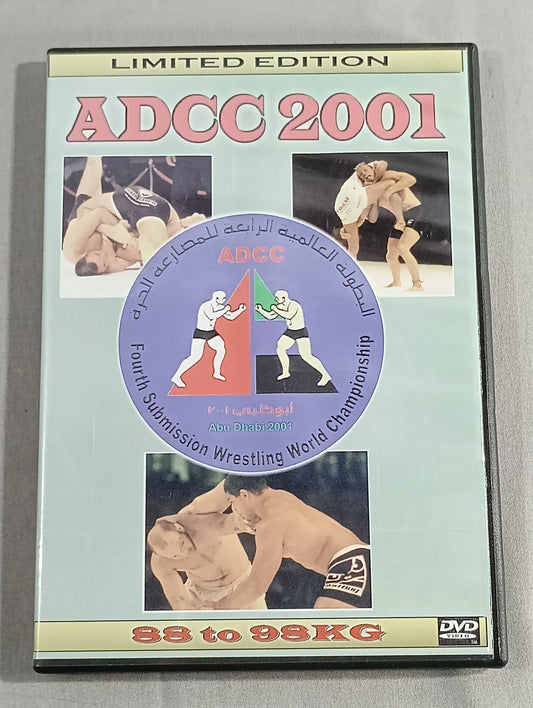 LIMITED EDITION
ADCC 2001
البطولة العالمية الرابعة للمصارعة الحرة
ADCC
أبوظبي ٢٠٠١
Abu Dhabi 2001
Fourth Submission Wrestling World Championship
88 to 98KG
DVD
VIDEO